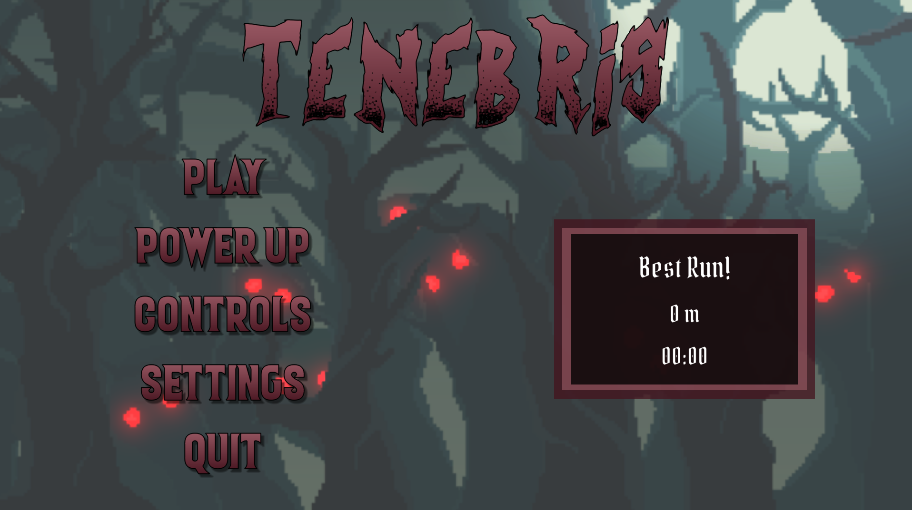 TENEBRiS
PLAY
POWER UP
CONTROLS
SETTINGS
QUIT
Best Run!
0 m
00:00